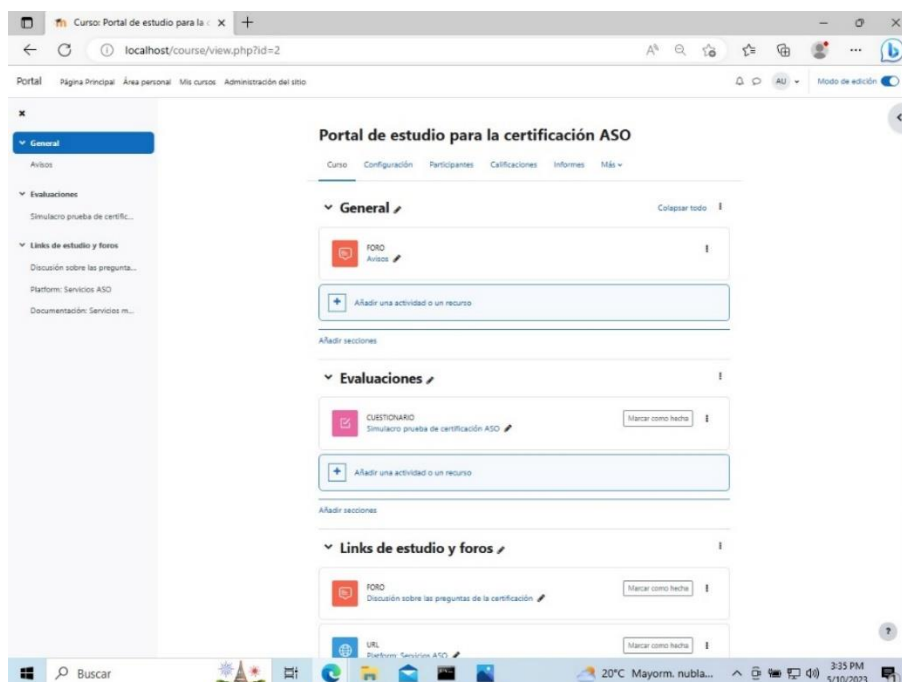 Curso: Portal de estudio para la c
localhost/course/view.php?id=2
Portal Página Principal Área personal Mis cursos Administración del sitio AU Modo de edición
General
Avisos
Evaluaciones
Simulacro prueba de certific...
Links de estudio y foros
Discusión sobre las pregunta...
Platform: Servicios ASO
Documentación: Servicios m...
Portal de estudio para la certificación ASO
Curso Configuración Participantes Calificaciones Informes Más
General
Colapsar todo
FORO
Avisos
Añadir una actividad o un recurso
Añadir secciones
Evaluaciones
CUESTIONARIO
Simulacro prueba de certificación ASO
Marcar como hecha
Añadir una actividad o un recurso
Añadir secciones
Links de estudio y foros
FORO
Discusión sobre las preguntas de la certificación
Marcar como hecha
URL
Platform: Servicios ASO
Marcar como hecha
?
Buscar
20°C Mayorm. nubla...
3:35 PM
5/10/2023